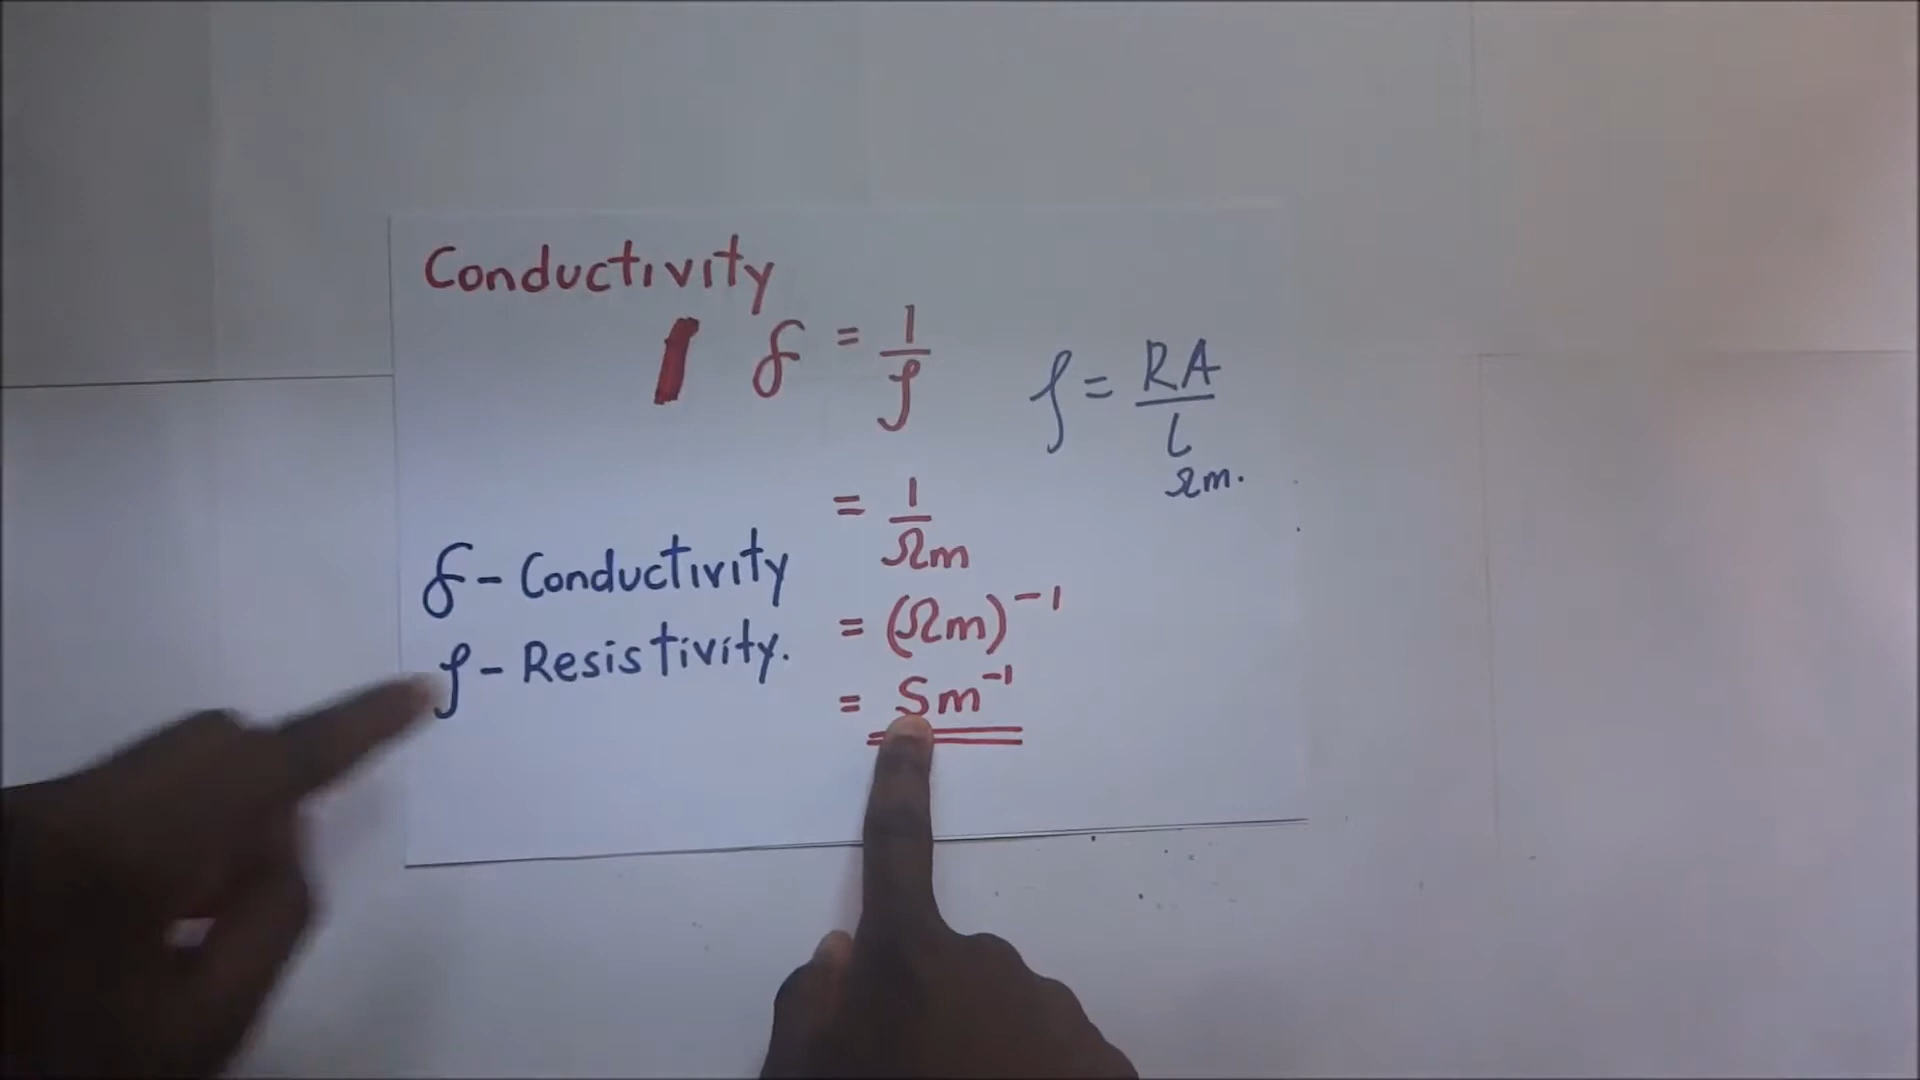 Conductivity
δ = 1/ρ
ρ = RA/L
Ωm.
= 1/Ωm
δ - Conductivity
= (Ωm)⁻¹
ρ - Resistivity.
= Sm⁻¹